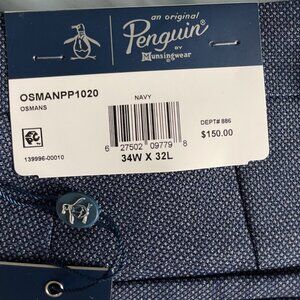 an original
Penguin
BY
Munsingwear
OSMANPP1020
OSMANS
NAVY
DEPT# 886
$150.00
6 27502 09779 8
139996-00010
34W X 32L